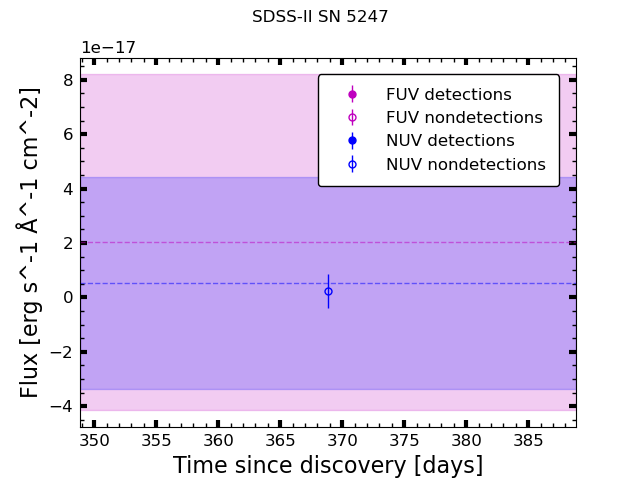 SDSS-II SN 5247
1e−17
FUV detections
FUV nondetections
NUV detections
NUV nondetections
8
6
4
2
0
−2
−4
Flux [erg s^-1 Å^-1 cm^-2]
350 355 360 365 370 375 380 385
Time since discovery [days]